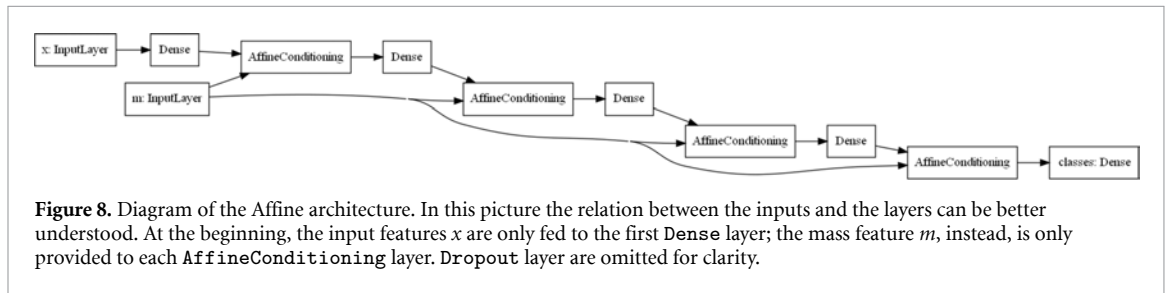 x: InputLayer
Dense
AffineConditioning
Dense
m: InputLayer
AffineConditioning
Dense
AffineConditioning
Dense
AffineConditioning
classes: Dense
Figure 8. Diagram of the Affine architecture. In this picture the relation between the inputs and the layers can be better
understood. At the beginning, the input features x are only fed to the first Dense layer; the mass feature m, instead, is only
provided to each AffineConditioning layer. Dropout layer are omitted for clarity.